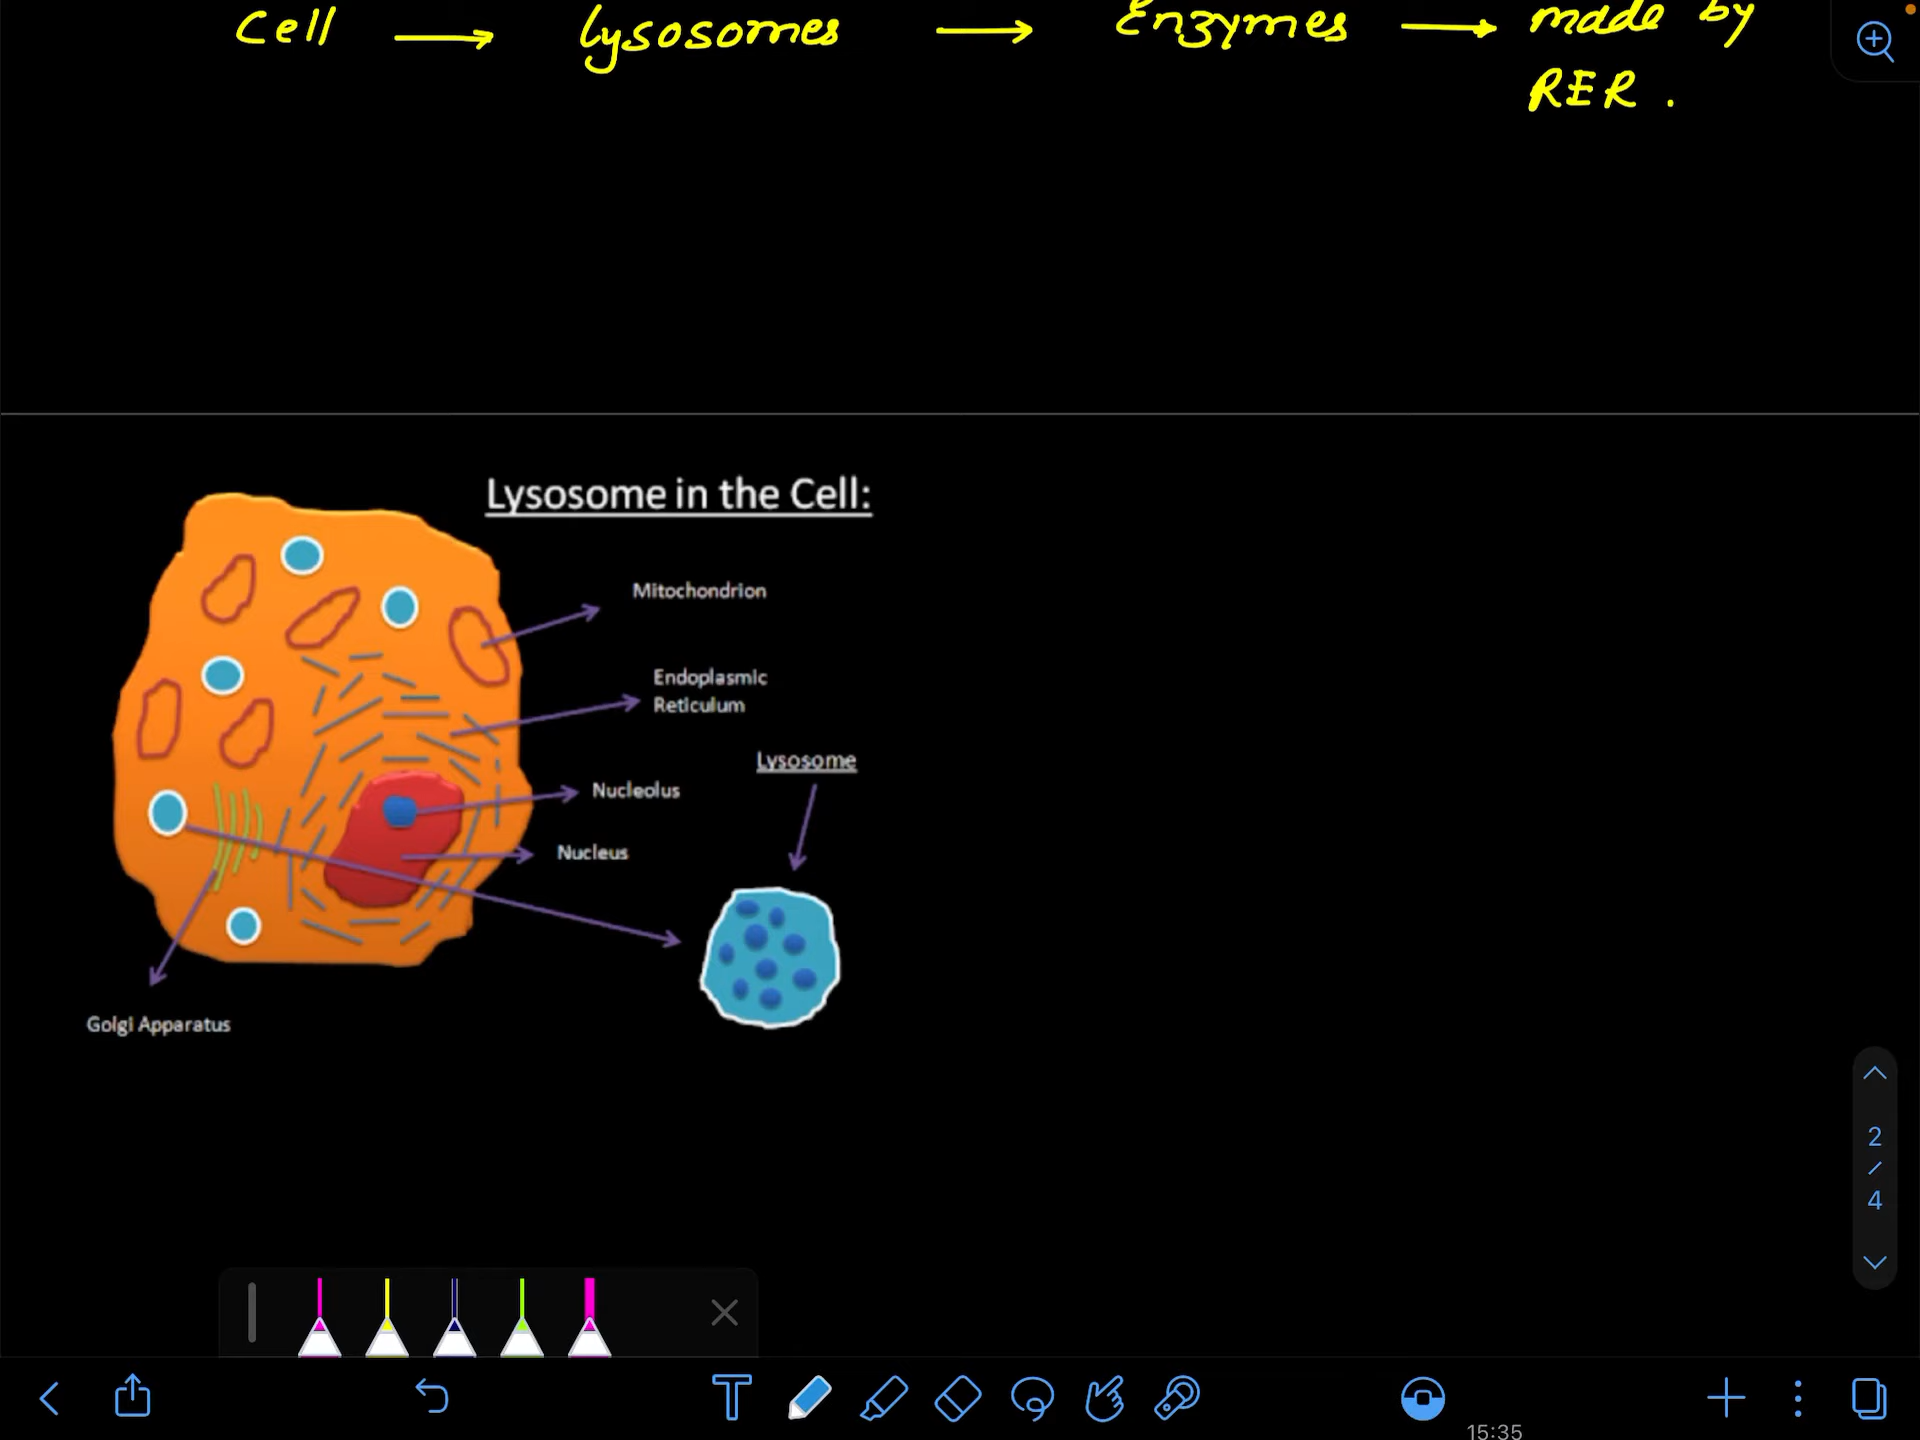 Cell → Lysosomes → Enzymes → made by
RER .
Lysosome in the Cell:
Mitochondrion
Endoplasmic
Reticulum
Lysosome
Nucleolus
Nucleus
Golgi Apparatus
2
/
4
15:35